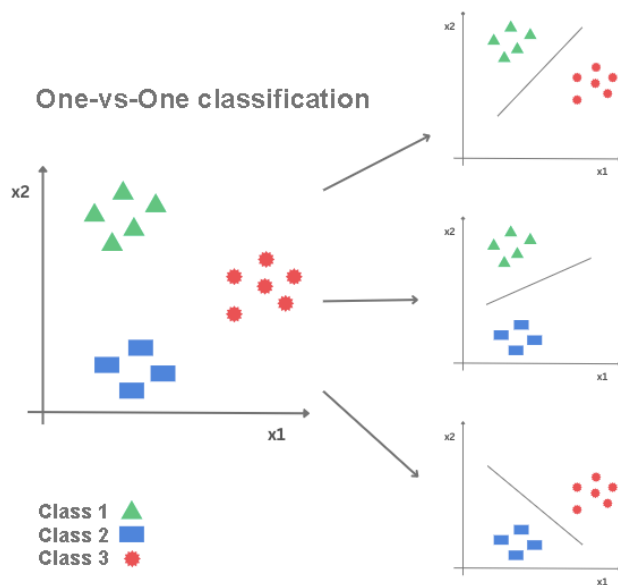 One-vs-One classification
x2
x1
Class 1
Class 2
Class 3
x2
x1
x2
x1
x2
x1